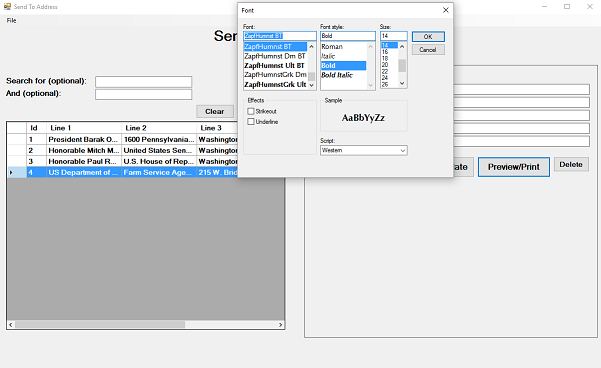 Send To Address
File
Sen
Search for (optional):
And (optional):
Clear
Id Line 1 Line 2 Line 3
1 President Barak O... 1600 Pennsylvania... Washington
2 Honorable Mitch M... United States Sen... Washington
3 Honorable Paul R... U.S. House of Rep... Washington
4 US Department of ... Farm Service Age... 215 W. Brid
Font
Font: Font style: Size:
ZapfHumnst BT Bold 14
OK
Cancel
ZapfHumnst BT
ZapfHumnst Dm BT
ZapfHumnst Ult BT
ZapfHumnstGrk Dm
ZapfHumnstGrk Ult
Roman
Italic
Bold
Bold Italic
14
16
18
20
22
24
26
Effects
Strikeout
Underline
Sample
AaBbYyZz
Script:
Western
ate Preview/Print Delete